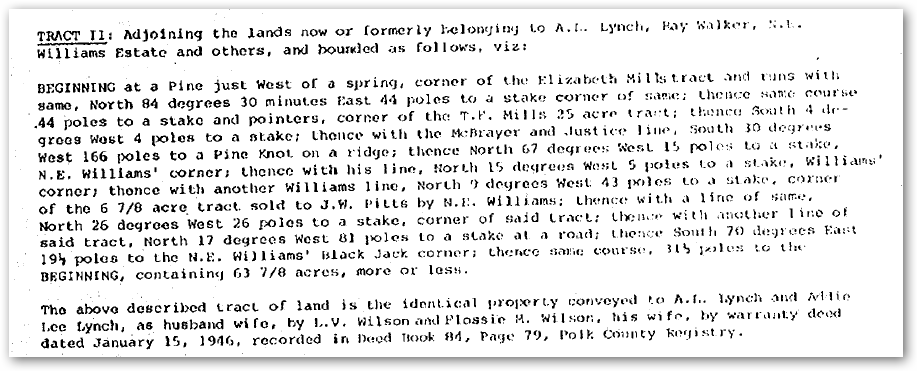 TRACT II: Adjoining the lands now or formerly belonging to A.L. Lynch, Ray Walker, N.E.
Williams Estate and others, and bounded as follows, viz:
BEGINNING at a Pine just West of a spring, corner of the Elizabeth Mills tract and runs with
same, North 84 degrees 30 minutes East 44 poles to a stake corner of same; thence same course
.44 poles to a stake and pointers, corner of the T.F. Mills 25 acre tract; thence South 4 de-
grees West 4 poles to a stake; thence with the McBrayer and Justice line, South 30 degrees
West 166 poles to a Pine Knot on a ridge; thence North 67 degrees West 15 poles to a stake,
N.E. Williams' corner; thence with his line, North 15 degrees West 5 poles to a stake, Williams'
corner; thence with another Williams line, North 9 degrees West 43 poles to a stake, corner
of the 6 7/8 acre tract sold to J.W. Pitts by N.E. Williams; thence with a line of same,
North 26 degrees West 26 poles to a stake, corner of said tract; thence with another line of
said tract, North 17 degrees West 81 poles to a stake at a road; thence South 70 degrees East
19½ poles to the N.E. Williams' Black Jack corner; thence same course, 31½ poles to the
BEGINNING, containing 63 7/8 acres, more or less.
The above described tract of land is the identical property conveyed to A.L. Lynch and Addie
Lee Lynch, as husband wife, by L.V. Wilson and Flossie M. Wilson, his wife, by warranty deed
dated January 15, 1946, recorded in Deed Book 84, Page 79, Polk County Registry.